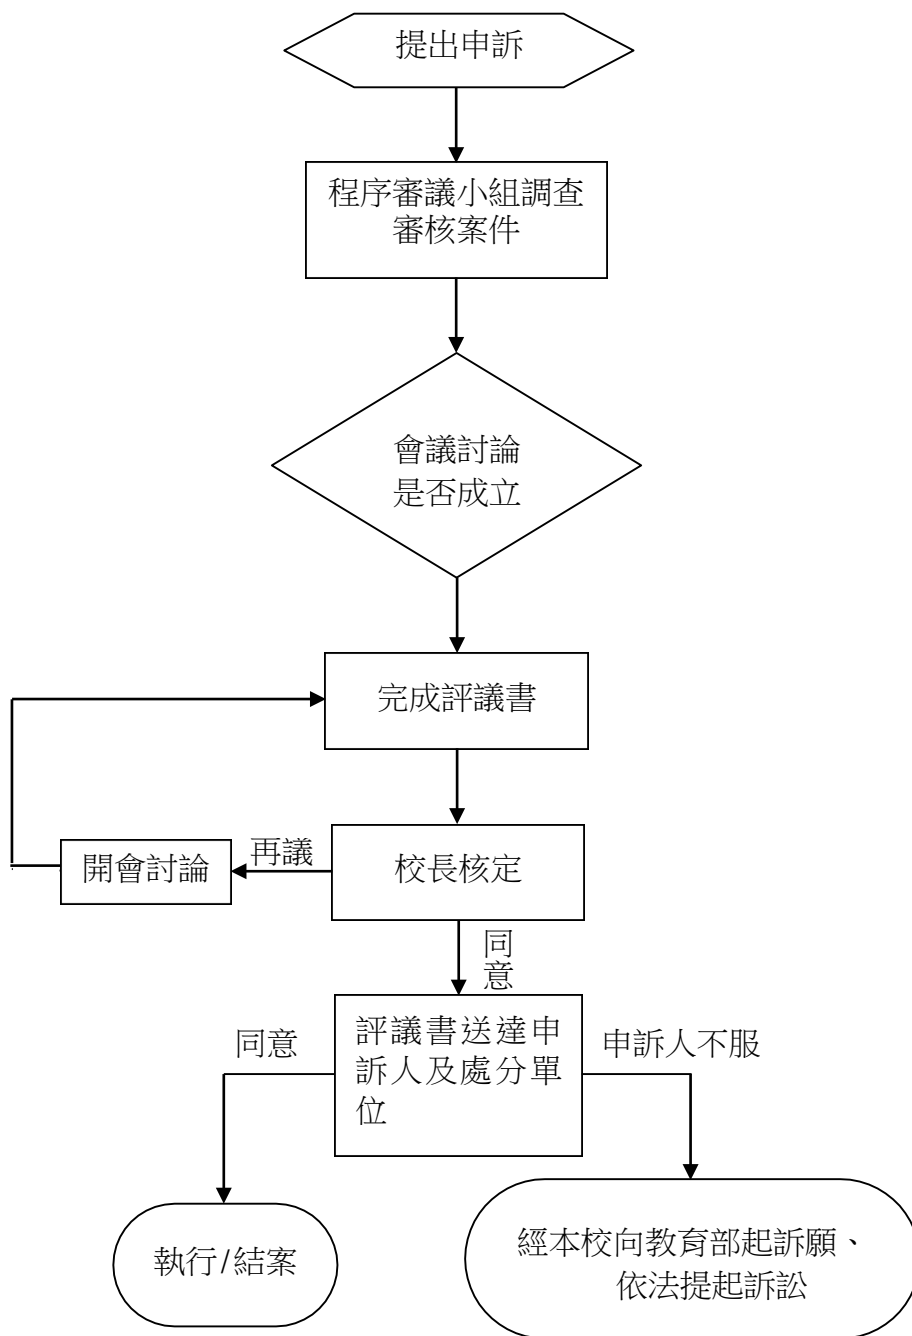 提出申訴
程序審議小組調查
審核案件
會議討論
是否成立
完成評議書
再議
開會討論
校長核定
同
意
同意
評議書送達申
訴人及處分單
位
申訴人不服
執行/結案
經本校向教育部起訴願、
依法提起訴訟